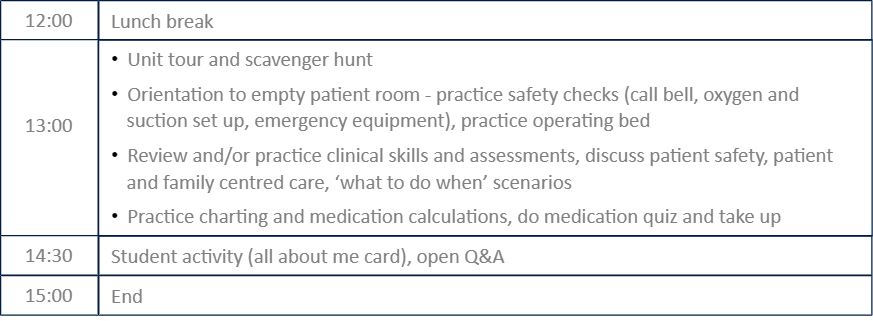 12:00 Lunch break
13:00
• Unit tour and scavenger hunt
• Orientation to empty patient room - practice safety checks (call bell, oxygen and
suction set up, emergency equipment), practice operating bed
• Review and/or practice clinical skills and assessments, discuss patient safety, patient
and family centred care, ‘what to do when’ scenarios
• Practice charting and medication calculations, do medication quiz and take up
14:30 Student activity (all about me card), open Q&A
15:00 End